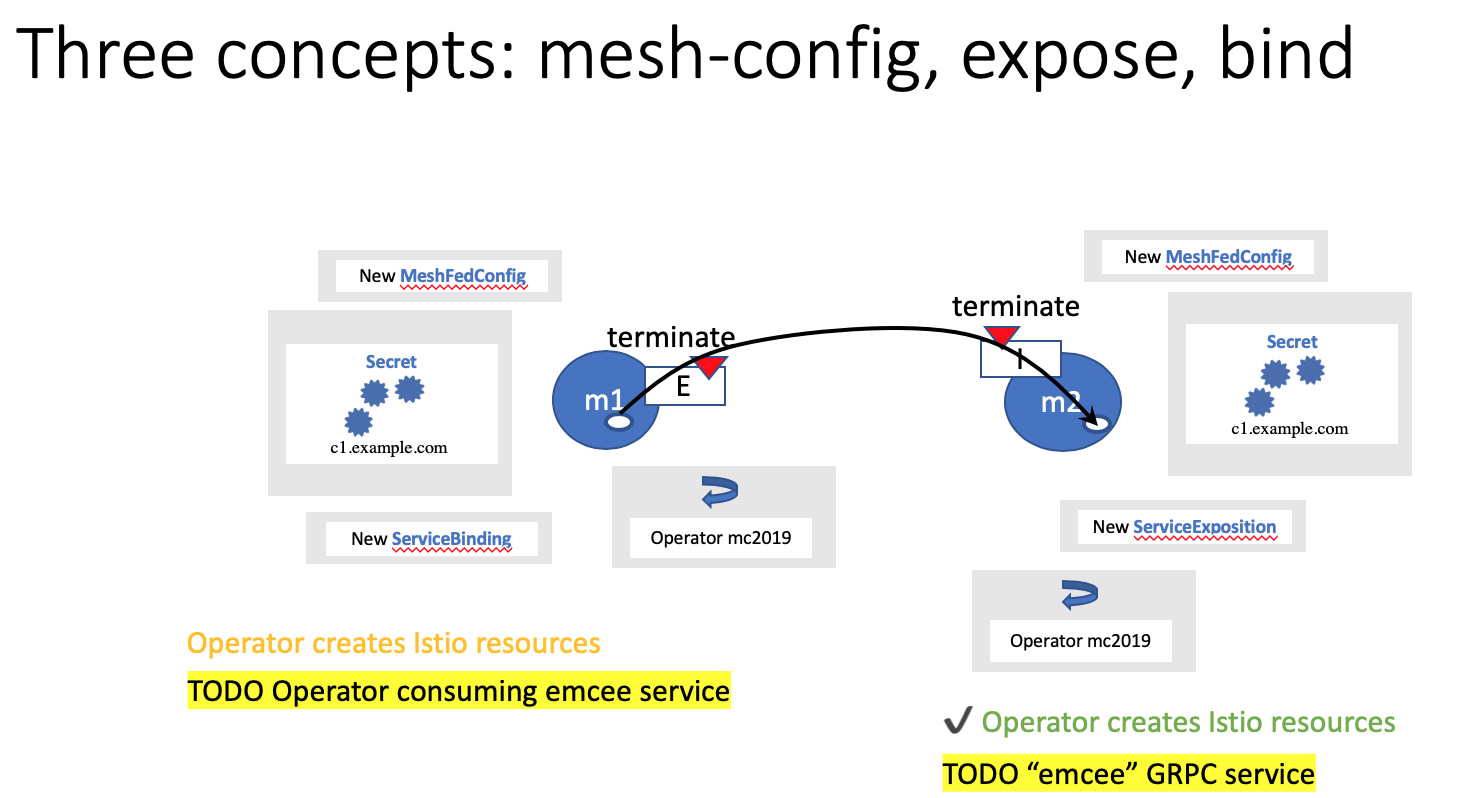 Three concepts: mesh-config, expose, bind
New MeshFedConfig
Secret
c1.example.com
New ServiceBinding
terminate
m1
E
Operator mc2019
terminate
I
m2
New MeshFedConfig
Secret
c1.example.com
New ServiceExposition
Operator mc2019
Operator creates Istio resources
TODO Operator consuming emcee service
✔ Operator creates Istio resources
TODO “emcee” GRPC service